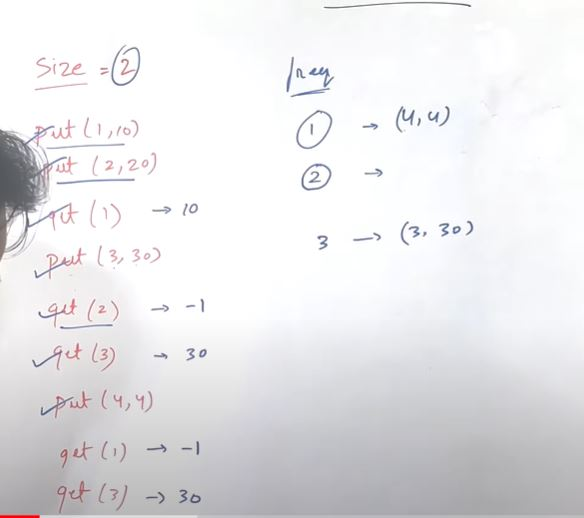 Size = 2
put (1,10)
put (2,20)
get (1) → 10
put (3, 30)
get (2) → -1
get (3) → 30
put (4,4)
get (1) → -1
get (3) → 30
freq
1 → (4,4)
2 →
3 → (3, 30)